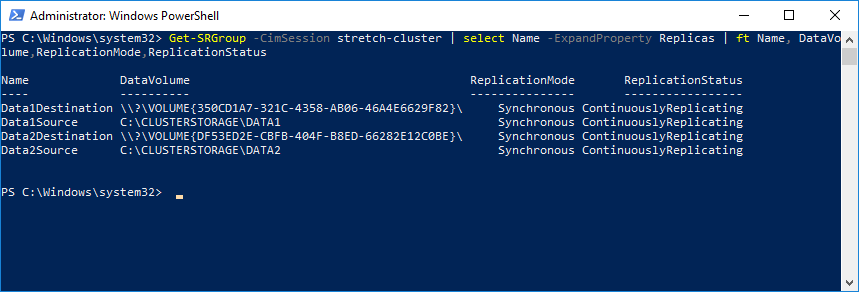 Administrator: Windows PowerShell
PS C:\Windows\system32> Get-SRGroup -CimSession stretch-cluster | select Name -ExpandProperty Replicas | ft Name, DataVo
lume,ReplicationMode,ReplicationStatus
Name DataVolume ReplicationMode ReplicationStatus
---- ---------- --------------- -----------------
Data1Destination \\?\VOLUME{350CD1A7-321C-4358-AB06-46A4E6629F82}\ Synchronous ContinuouslyReplicating
Data1Source C:\CLUSTERSTORAGE\DATA1 Synchronous ContinuouslyReplicating
Data2Destination \\?\VOLUME{DF53ED2E-CBFB-404F-B8ED-66282E12C0BE}\ Synchronous ContinuouslyReplicating
Data2Source C:\CLUSTERSTORAGE\DATA2 Synchronous ContinuouslyReplicating
PS C:\Windows\system32>